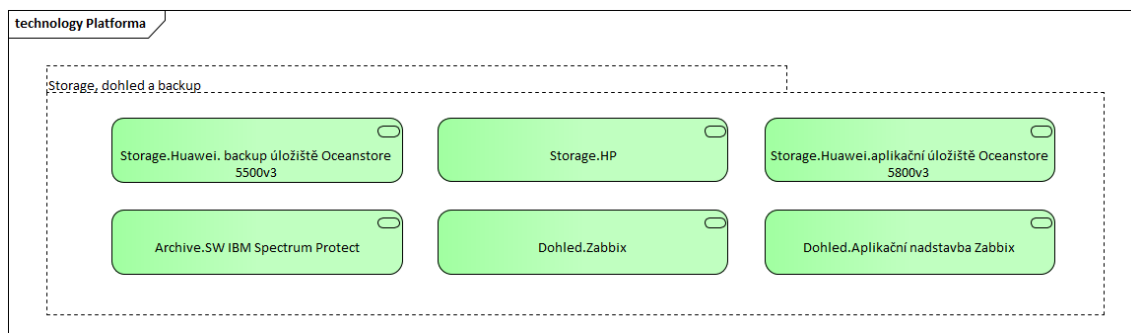 technology Platforma
Storage, dohled a backup
Storage.Huawei. backup úložiště Oceanstore
5500v3
Storage.HP
Storage.Huawei.aplikační úložiště Oceanstore
5800v3
Archive.SW IBM Spectrum Protect
Dohled.Zabbix
Dohled.Aplikační nadstavba Zabbix